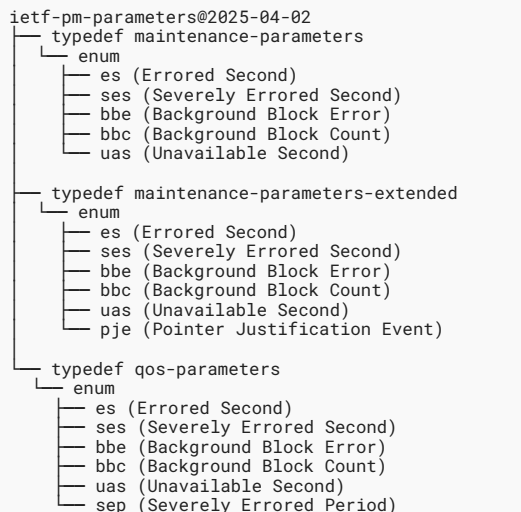 ietf-pm-parameters@2025-04-02
├── typedef maintenance-parameters
│  └── enum
│      ├── es (Errored Second)
│      ├── ses (Severely Errored Second)
│      ├── bbe (Background Block Error)
│      ├── bbc (Background Block Count)
│      └── uas (Unavailable Second)
│
├── typedef maintenance-parameters-extended
│  └── enum
│      ├── es (Errored Second)
│      ├── ses (Severely Errored Second)
│      ├── bbe (Background Block Error)
│      ├── bbc (Background Block Count)
│      ├── uas (Unavailable Second)
│      └── pje (Pointer Justification Event)
│
└── typedef qos-parameters
   └── enum
       ├── es (Errored Second)
       ├── ses (Severely Errored Second)
       ├── bbe (Background Block Error)
       ├── bbc (Background Block Count)
       ├── uas (Unavailable Second)
       └── sep (Severely Errored Period)